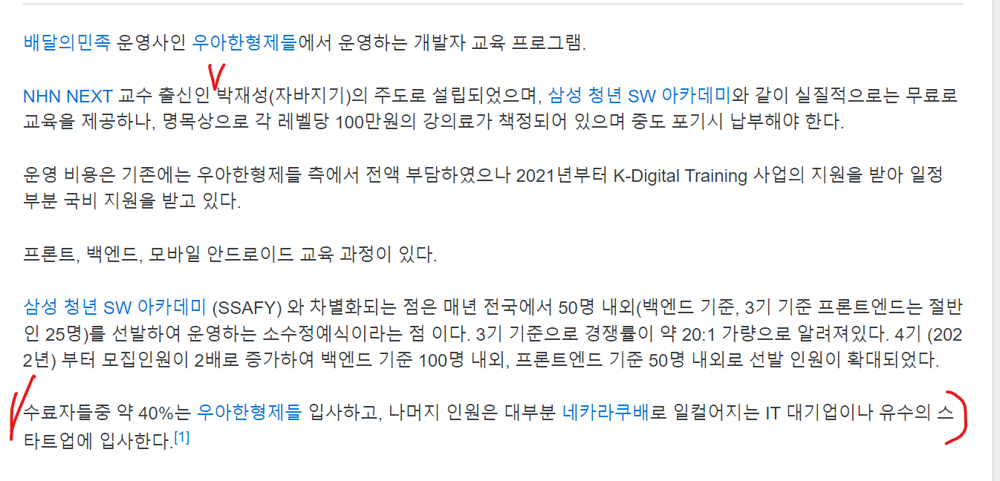 배달의민족 운영사인 우아한형제들에서 운영하는 개발자 교육 프로그램.
NHN NEXT 교수 출신인 박재성(자바지기)의 주도로 설립되었으며, 삼성 청년 SW 아카데미와 같이 실질적으로는 무료로
교육을 제공하나, 명목상으로 각 레벨당 100만원의 강의료가 책정되어 있으며 중도 포기시 납부해야 한다.
운영 비용은 기존에는 우아한형제들 측에서 전액 부담하였으나 2021년부터 K-Digital Training 사업의 지원을 받아 일정
부분 국비 지원을 받고 있다.
프론트, 백엔드, 모바일 안드로이드 교육 과정이 있다.
삼성 청년 SW 아카데미 (SSAFY) 와 차별화되는 점은 매년 전국에서 50명 내외(백엔드 기준, 3기 기준 프론트엔드는 절반
인 25명)를 선발하여 운영하는 소수정예식이라는 점 이다. 3기 기준으로 경쟁률이 약 20:1 가량으로 알려져있다. 4기 (202
2년) 부터 모집인원이 2배로 증가하여 백엔드 기준 100명 내외, 프론트엔드 기준 50명 내외로 선발 인원이 확대되었다.
수료자들중 약 40%는 우아한형제들 입사하고, 나머지 인원은 대부분 네카라쿠배로 일컬어지는 IT 대기업이나 유수의 스
타트업에 입사한다.[1]